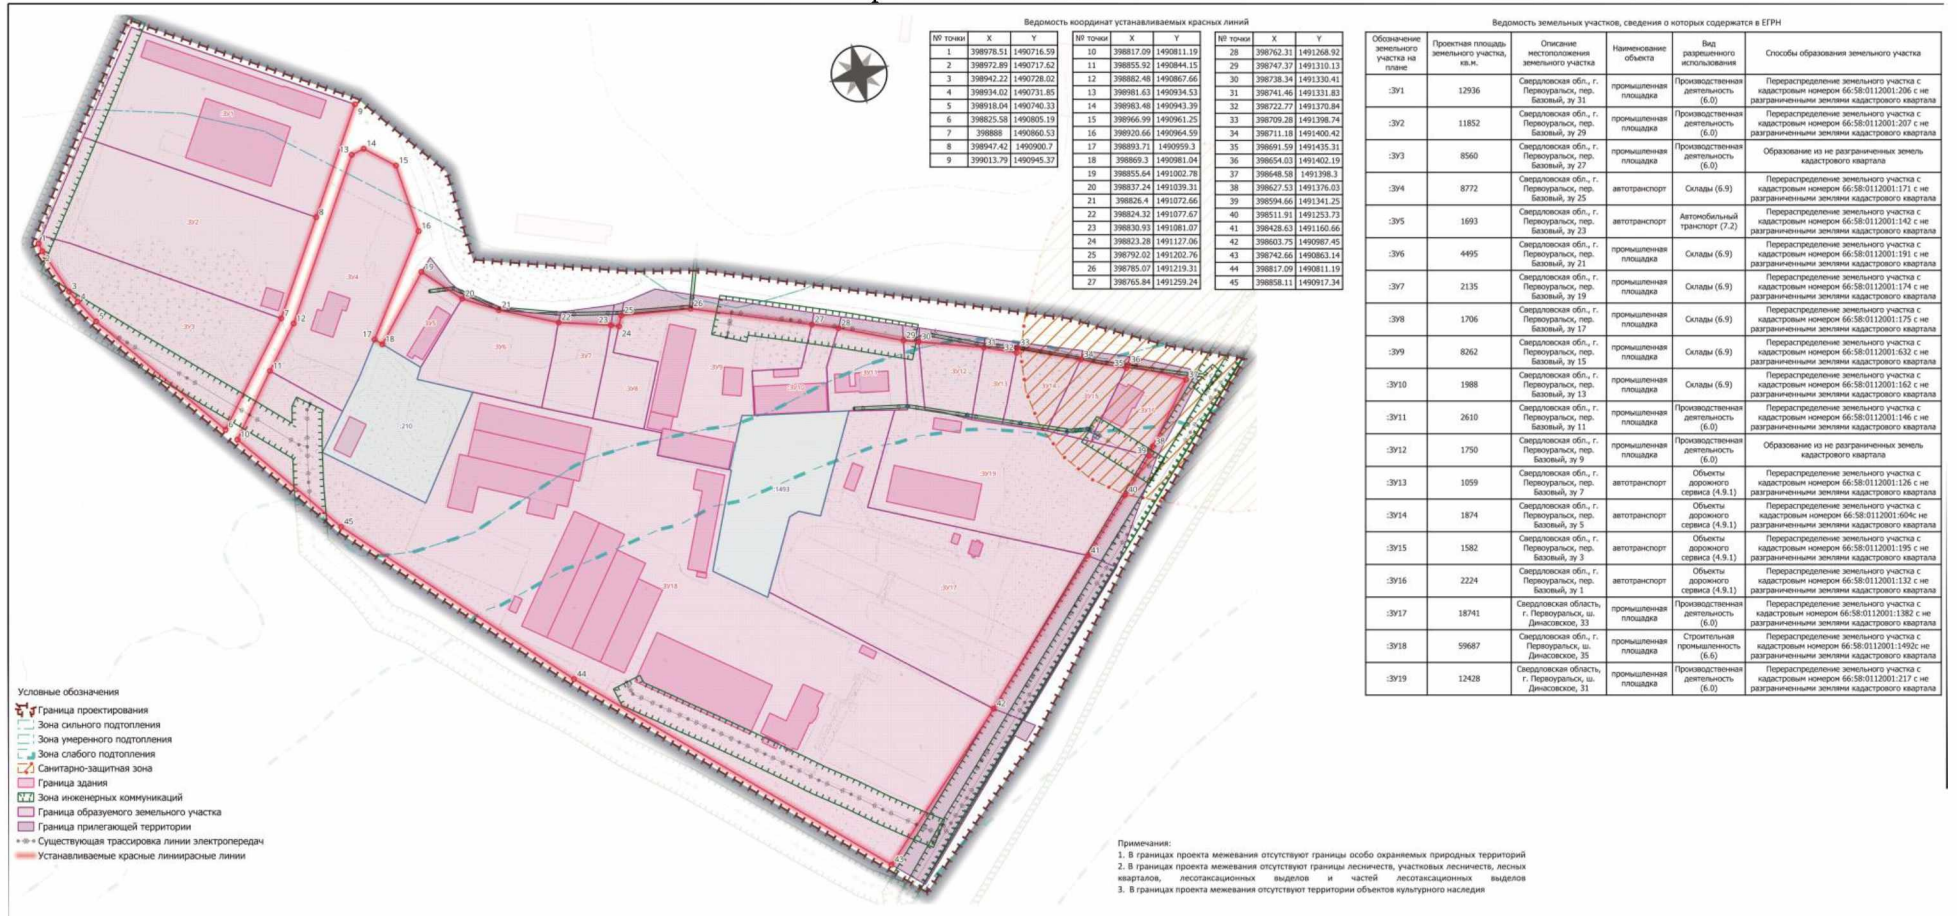 Ведомость координат устанавливаемых красных линий
№ точки X Y
1 398978.51 1490716.59
2 398972.89 1490717.62
3 398942.22 1490728.02
4 398934.02 1490731.85
5 398918.04 1490740.33
6 398825.58 1490805.19
7 398888 1490860.53
8 398947.42 1490900.7
9 399013.79 1490945.37
№ точки X Y
10 398817.09 1490811.19
11 398855.92 1490844.15
12 398882.48 1490867.66
13 398981.63 1490934.53
14 398983.48 1490943.39
15 398966.99 1490961.25
16 398920.66 1490964.59
17 398893.71 1490959.3
18 398869.3 1490981.04
19 398855.64 1491002.78
20 398837.24 1491039.31
21 398826.4 1491072.66
22 398824.32 1491077.67
23 398830.93 1491081.07
24 398823.28 1491127.06
25 398792.02 1491202.76
26 398785.07 1491219.31
27 398765.84 1491259.24
№ точки X Y
28 398762.31 1491268.92
29 398747.37 1491310.13
30 398738.34 1491330.41
31 398741.46 1491331.83
32 398722.77 1491370.84
33 398709.28 1491398.74
34 398711.18 1491400.42
35 398691.59 1491435.31
36 398654.03 1491402.19
37 398648.58 1491398.3
38 398627.53 1491376.03
39 398594.66 1491341.25
40 398511.91 1491253.73
41 398428.63 1491160.66
42 398603.75 1490987.45
43 398742.66 1490863.14
44 398817.09 1490811.19
45 398858.11 1490917.34
Ведомость земельных участков, сведения о которых содержатся в ЕГРН
Обозначение земельного участка на плане
Проектная площадь земельного участка, кв.м.
Описание местоположения земельного участка
Наименование объекта
Вид разрешенного использования
Способы образования земельного участка
:ЗУ1 12936 Свердловская обл., г. Первоуральск, пер. Базовый, зу 31 промышленная площадка Производственная деятельность (6.0) Перераспределение земельного участка с кадастровым номером 66:58:0112001:206 с не разграниченными землями кадастрового квартала
:ЗУ2 11852 Свердловская обл., г. Первоуральск, пер. Базовый, зу 29 промышленная площадка Производственная деятельность (6.0) Перераспределение земельного участка с кадастровым номером 66:58:0112001:207 с не разграниченными землями кадастрового квартала
:ЗУ3 8560 Свердловская обл., г. Первоуральск, пер. Базовый, зу 27 промышленная площадка Производственная деятельность (6.0) Образование из не разграниченных земель кадастрового квартала
:ЗУ4 8772 Свердловская обл., г. Первоуральск, пер. Базовый, зу 25 автотранспорт Склады (6.9) Перераспределение земельного участка с кадастровым номером 66:58:0112001:171 с не разграниченными землями кадастрового квартала
:ЗУ5 1693 Свердловская обл., г. Первоуральск, пер. Базовый, зу 23 автотранспорт Автомобильный транспорт (7.2) Перераспределение земельного участка с кадастровым номером 66:58:0112001:142 с не разграниченными землями кадастрового квартала
:ЗУ6 4495 Свердловская обл., г. Первоуральск, пер. Базовый, зу 21 промышленная площадка Склады (6.9) Перераспределение земельного участка с кадастровым номером 66:58:0112001:191 с не разграниченными землями кадастрового квартала
:ЗУ7 2135 Свердловская обл., г. Первоуральск, пер. Базовый, зу 19 промышленная площадка Склады (6.9) Перераспределение земельного участка с кадастровым номером 66:58:0112001:174 с не разграниченными землями кадастрового квартала
:ЗУ8 1706 Свердловская обл., г. Первоуральск, пер. Базовый, зу 17 промышленная площадка Склады (6.9) Перераспределение земельного участка с кадастровым номером 66:58:0112001:175 с не разграниченными землями кадастрового квартала
:ЗУ9 8262 Свердловская обл., г. Первоуральск, пер. Базовый, зу 15 промышленная площадка Склады (6.9) Перераспределение земельного участка с кадастровым номером 66:58:0112001:632 с не разграниченными землями кадастрового квартала
:ЗУ10 1988 Свердловская обл., г. Первоуральск, пер. Базовый, зу 13 промышленная площадка Склады (6.9) Перераспределение земельного участка с кадастровым номером 66:58:0112001:162 с не разграниченными землями кадастрового квартала
:ЗУ11 2610 Свердловская обл., г. Первоуральск, пер. Базовый, зу 11 промышленная площадка Производственная деятельность (6.0) Перераспределение земельного участка с кадастровым номером 66:58:0112001:146 с не разграниченными землями кадастрового квартала
:ЗУ12 1750 Свердловская обл., г. Первоуральск, пер. Базовый, зу 9 промышленная площадка Производственная деятельность (6.0) Образование из не разграниченных земель кадастрового квартала
:ЗУ13 1059 Свердловская обл., г. Первоуральск, пер. Базовый, зу 7 автотранспорт Объекты дорожного сервиса (4.9.1) Перераспределение земельного участка с кадастровым номером 66:58:0112001:126 с не разграниченными землями кадастрового квартала
:ЗУ14 1874 Свердловская обл., г. Первоуральск, пер. Базовый, зу 5 автотранспорт Объекты дорожного сервиса (4.9.1) Перераспределение земельного участка с кадастровым номером 66:58:0112001:604с не разграниченными землями кадастрового квартала
:ЗУ15 1582 Свердловская обл., г. Первоуральск, пер. Базовый, зу 3 автотранспорт Объекты дорожного сервиса (4.9.1) Перераспределение земельного участка с кадастровым номером 66:58:0112001:195 с не разграниченными землями кадастрового квартала
:ЗУ16 2224 Свердловская обл., г. Первоуральск, пер. Базовый, зу 1 автотранспорт Объекты дорожного сервиса (4.9.1) Перераспределение земельного участка с кадастровым номером 66:58:0112001:132 с не разграниченными землями кадастрового квартала
:ЗУ17 18741 Свердловская область, г. Первоуральск, ш. Динасовское, 33 промышленная площадка Производственная деятельность (6.0) Перераспределение земельного участка с кадастровым номером 66:58:0112001:1382 с не разграниченными землями кадастрового квартала
:ЗУ18 59687 Свердловская обл., г. Первоуральск, ш. Динасовское, 35 промышленная площадка Строительная промышленность (6.6) Перераспределение земельного участка с кадастровым номером 66:58:0112001:1492с не разграниченными землями кадастрового квартала
:ЗУ19 12428 Свердловская область, г. Первоуральск, ш. Динасовское, 31 промышленная площадка Производственная деятельность (6.0) Перераспределение земельного участка с кадастровым номером 66:58:0112001:217 с не разграниченными землями кадастрового квартала
Условные обозначения
Граница проектирования
Зона сильного подтопления
Зона умеренного подтопления
Зона слабого подтопления
Санитарно-защитная зона
Граница здания
Зона инженерных коммуникаций
Граница образуемого земельного участка
Граница прилегающей территории
Существующая трассировка линии электропередач
Устанавливаемые красные линиирасные линии
Примечания:
1. В границах проекта межевания отсутствуют границы особо охраняемых природных территорий
2. В границах проекта межевания отсутствуют границы лесничеств, участковых лесничеств, лесных
кварталов, лесотаксационных выделов и частей лесотаксационных выделов
3. В границах проекта межевания отсутствуют территории объектов культурного наследия